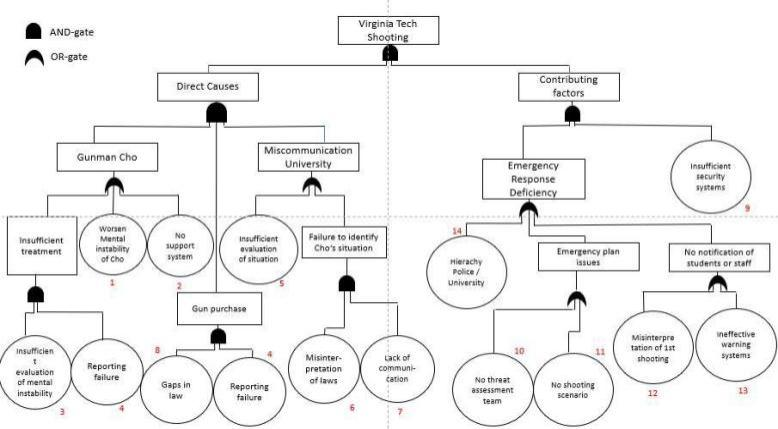 AND-gate
OR-gate
Virginia Tech
Shooting
Direct Causes
Contributing
factors
Gunman Cho
Miscommunication
University
Emergency
Response
Deficiency
Insufficient
security
systems
9
Insufficient
treatment
Worsen
Mental
instability
of Cho
1
No
support
system
2
Insufficient
evaluation
of situation
5
Failure to identify
Cho's situation
14
Hierachy
Police /
University
Emergency plan
issues
No notification of
students or staff
Gun purchase
Insufficien
t
evaluation
of mental
instability
3
Reporting
failure
4
8
Gaps in
law
4
Reporting
failure
Misinter-
pretation
of laws
6
Lack of
communi-
cation
7
10
No threat
assessment
team
11
No shooting
scenario
Misinterpre
tation of 1st
shooting
12
Ineffective
warning
systems
13